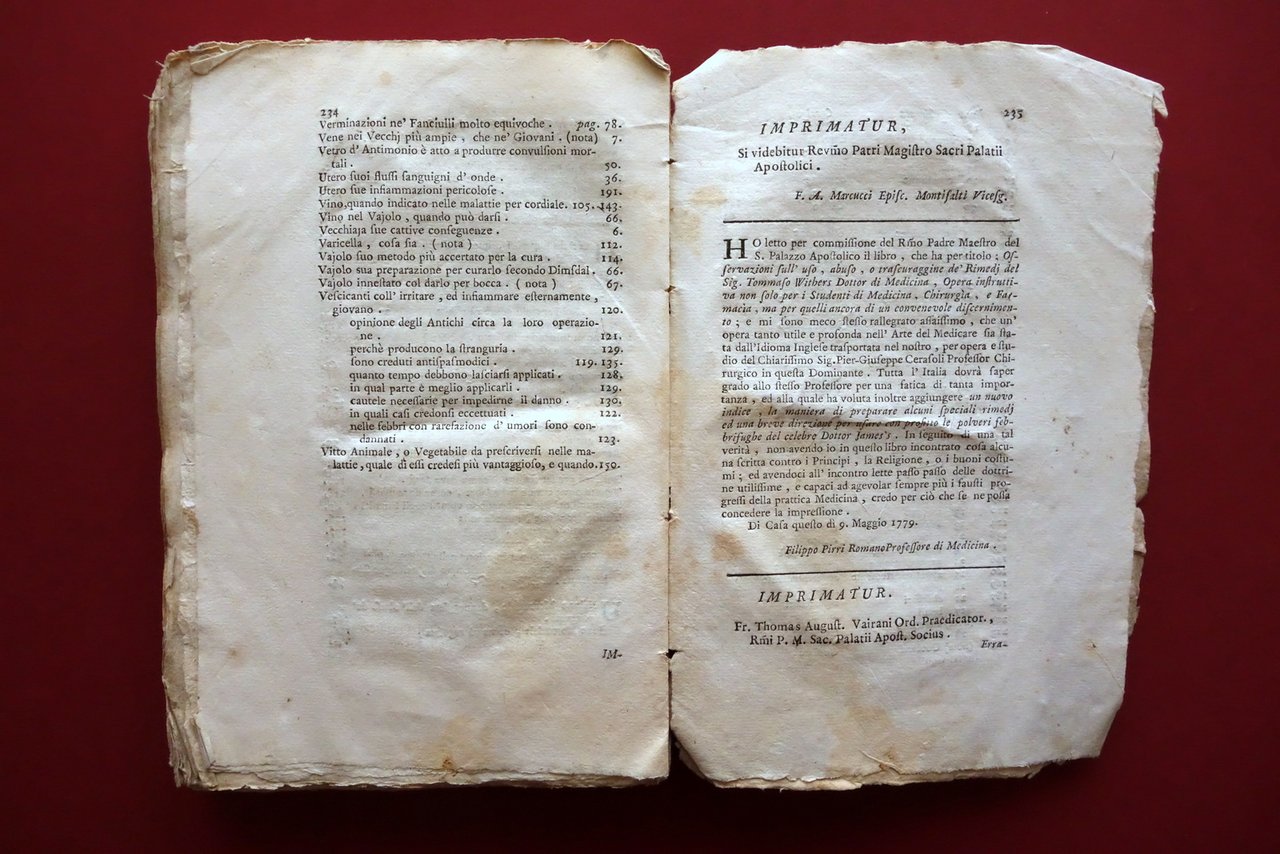 234
Verminazioni ne' Fanciulli molto equivoche . pag. 78.
Vene nei Vecchj più ampie , che ne' Giovani . (nota) 7.
Vetro d' Antimonio è atto a produrre convulsioni mor-
tali . 50.
Utero suoi flussi sanguigni d' onde . 36.
Utero sue infiammazioni pericolose . 191.
Vino quando indicato nelle malattie per cordiale. 105. 143.
Vino nel Vajolo , quando può darsi . 66.
Vecchiaja sue cattive conseguenze . 6.
Varicella , cosa sia . ( nota ) 112.
Vajolo suo metodo più accertato per la cura . 114.
Vajolo sua preparazione per curarlo secondo Dimsdal . 66.
Vajolo innestato col darlo per bocca . ( nota ) 67.
Vescicanti coll' irritare , ed infiammare esternamente ,
giovano . 120.
opinione degli Antichi circa la loro operazio-
ne . 121.
perchè producono la stranguria . 129.
sono creduti antispasmodici . 119. 135.
quanto tempo debbono lasciarsi applicati . 128.
in qual parte è meglio applicarli . 129.
cautele necessarie per impedirne il danno . 130.
in quali casi credonsi eccettuati . 122.
nelle febbri con rarefazione d' umori sono con-
dannati . 123.
Vitto Animale , o Vegetabile da prescriversi nelle ma-
lattie, quale di essi credesi più vantaggioso, e quando. 150.
IM-
235
IMPRIMATUR,
Si videbitur Reviño Patri Magistro Sacri Palatii
Apostolici .
F. A. Marcucci Episc. Montisalti Vicesg.
HO letto per commissione del Rmo Padre Maestro del
S. Palazzo Apostolico il libro , che ha per titolo ; Os-
servazioni sull' uso , abuso , o trascuraggine de' Rimedj del
Sig. Tommaso Withers Dottor di Medicina , Opera instrutti-
va non solo per i Studenti di Medicina , Chirurgìa , e Far-
macia , ma per quelli ancora di un convenevole discernimen-
to ; e mi sono meco stesso rallegrato assaissimo , che un'
opera tanto utile e profonda nell' Arte del Medicare sia sta-
ta dall' Idioma Inglese trasportata nel nostro , per opera e stu-
dio del Chiarissimo Sig. Pier-Giuseppe Cerasoli Professor Chi-
rurgico in questa Dominante . Tutta l' Italia dovrà saper
grado allo stesso Professore per una fatica di tanta impor-
tanza , ed alla quale ha voluta inoltre aggiungere un nuovo
indice , la maniera di preparare alcuni speciali rimedj
ed una breve direzione per usare con profitto le polveri feb-
brifughe del celebre Dottor James's . In seguito di una tal
verità , non avendo io in questo libro incontrato cosa alcu-
na scritta contro i Principi , la Religione , o i buoni costu-
mi ; ed avendoci all' incontro lette passo passo delle dottri-
ne utilissime , e capaci ad agevolar sempre più i fausti pro-
gressi della prattica Medicina , credo per ciò che se ne possa
concedere la impressione .
Di Casa questo dì 9. Maggio 1779.
Filippo Pirri Romano Professore di Medicina .
IMPRIMATUR.
Fr. Thomas August. Vairani Ord. Praedicator. ,
Rmi P. M. Sac. Palatii Apost. Socius .
Erra-